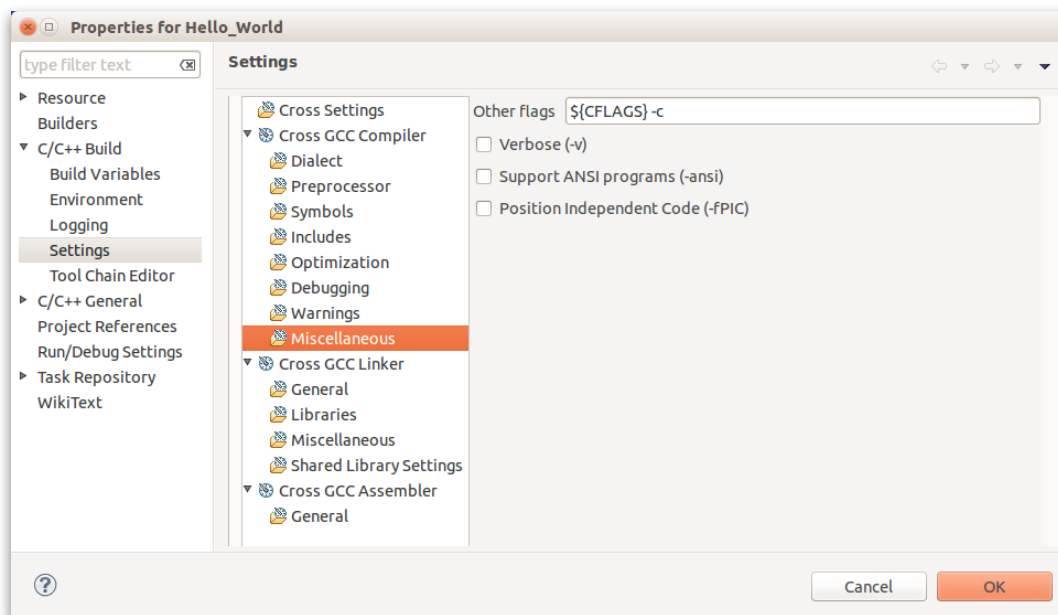 Properties for Hello_World
type filter text
Resource
Builders
C/C++ Build
Build Variables
Environment
Logging
Settings
Tool Chain Editor
C/C++ General
Project References
Run/Debug Settings
Task Repository
WikiText
Settings
Cross Settings
Cross GCC Compiler
Dialect
Preprocessor
Symbols
Includes
Optimization
Debugging
Warnings
Miscellaneous
Cross GCC Linker
General
Libraries
Miscellaneous
Shared Library Settings
Cross GCC Assembler
General
Other flags ${CFLAGS} -c
Verbose (-v)
Support ANSI programs (-ansi)
Position Independent Code (-fPIC)
?
Cancel
OK